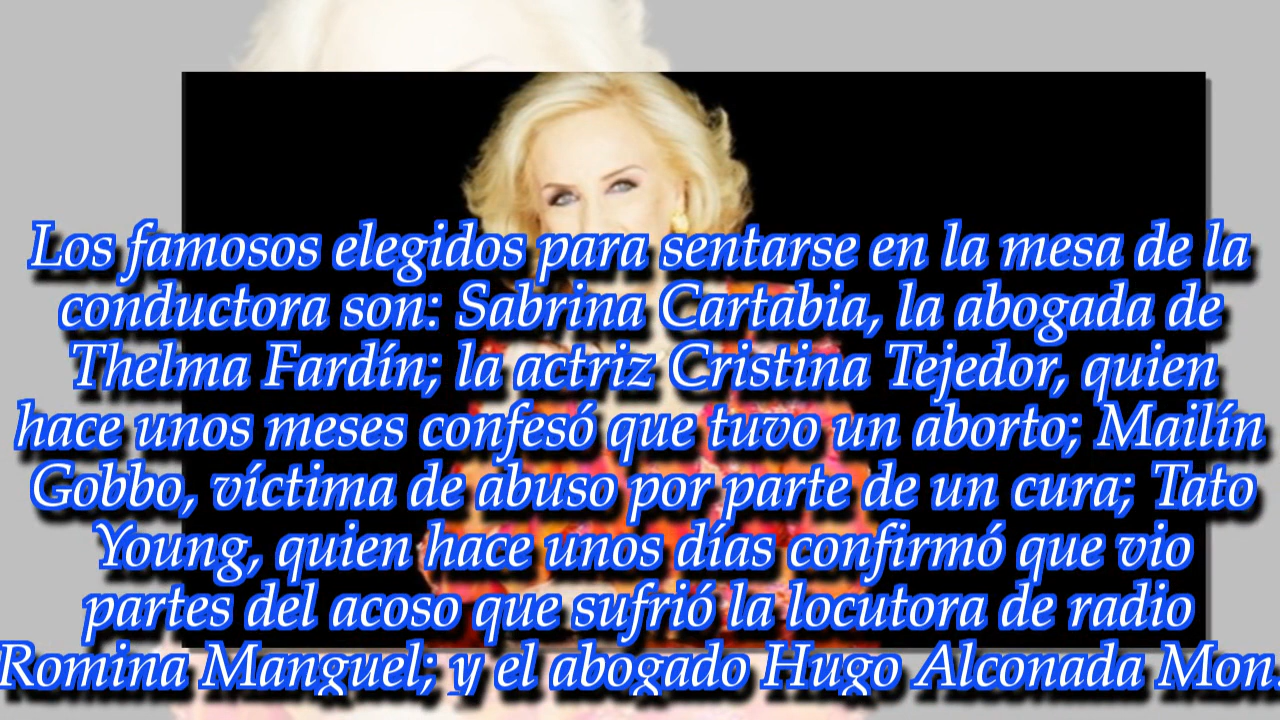 Los famosos elegidos para sentarse en la mesa de la
conductora son: Sabrina Cartabia, la abogada de
Thelma Fardín; la actriz Cristina Tejedor, quien
hace unos meses confesó que tuvo un aborto; Mailín
Gobbo, víctima de abuso por parte de un cura; Tato
Young, quien hace unos días confirmó que vio
partes del acoso que sufrió la locutora de radio
Romina Manguel; y el abogado Hugo Alconada Mon.